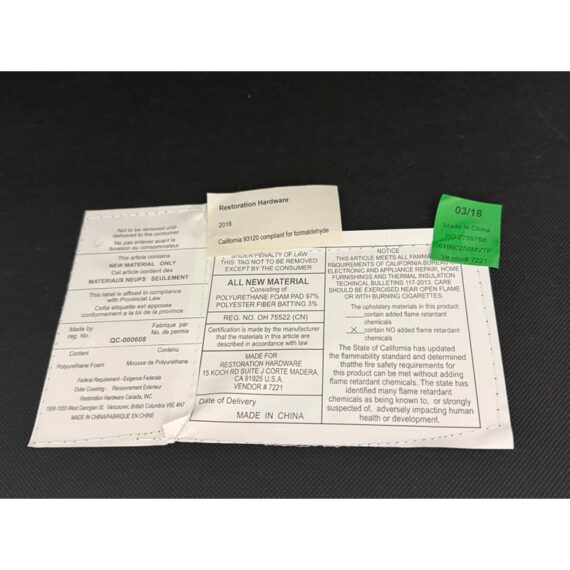 Not to be removed until
delivered to the consumer
Ne pas enlever avant la
livraison au consommateur
This article contains
NEW MATERIAL ONLY
Cet article contient des
MATERIAUX NEUFS SEULEMENT
This label is affixed in compliance
with Provincial Law
Cette etiquette est apposée
conformement a la loi de la province
Made by
reg. No.
Fabrique par
No. de permis
QC-000608
Content
Contenu
Polyurethane Foam
Mousse de Polyurethane
Federal Requirement - Exigence Federale
Outer Covering - Recouvrement Exterieur
Restoration Hardware Canada, INC
1500-1055 West Georgian St. Vancouver, British Columbia V6E 4N7
MADE IN CHINA/FABRIQUE EN CHINE
Restoration Hardware
2018
California 93120 compliant for formaldehyde
UNDER PENALTY OF LAW
THIS TAG NOT TO BE REMOVED
EXCEPT BY THE CONSUMER
ALL NEW MATERIAL
Consisting of
POLYURETHANE FOAM PAD 97%
POLYESTER FIBER BATTING 3%
REG. NO. OH 75522 (CN)
Certification is made by the manufacturer
that the materials in this article are
described in accordance with law
MADE FOR
RESTORATION HARDWARE
15 KOCH RD SUITE J CORTE MADERA,
CA 91925 U.S.A.
VENDOR # 7221
Date of Delivery
MADE IN CHINA
NOTICE
THIS ARTICLE MEETS ALL FAMMA
RSQUIREMENTS OF CALIFORNIA BUREAU
ELECTRONIC AND APPLIANCE REPAIR, HOME
FURNISHINGS AND THERMAL INSULATION
TECHNICAL BULLETINS 117-2013. CARE
SHOULD BE EXERCISED NEAR OPEN FLAME
OR WITH BURNING CIGARETTES.
The upholstery materials in this product:
contain added flame retardant
chemicals
X contain NO added flame retardant
chemicals
The State of California has updated
the flammability standard and determined
thatthe fire safety requirements for
this product can be met without adding
flame retardant chemicals. The state has
identified many flame retardant
chemicals as being known to, or strongly
suspected of, adversely impacting human
health or development.
03/18
Made in China
7221